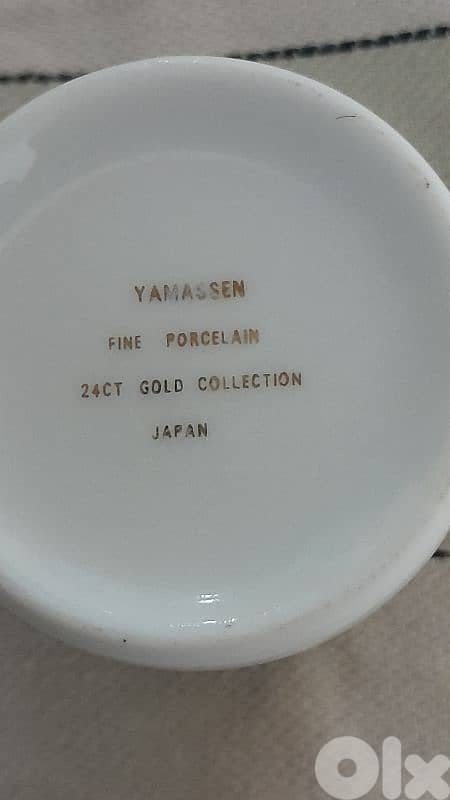 YAMASSEN
FINE PORCELAIN
24CT GOLD COLLECTION
JAPAN
Olx